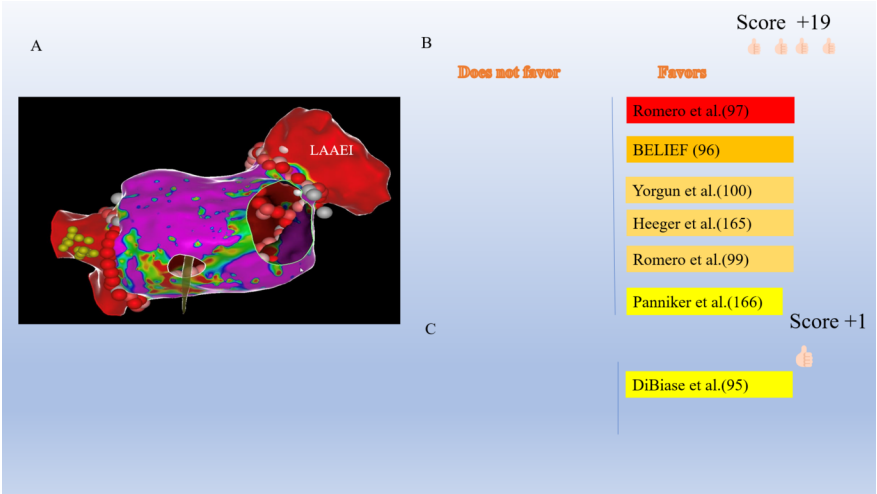 A
LAAEI
B
Score +19
Does not favor
Favors
Romero et al.(97)
BELIEF (96)
Yorgun et al.(100)
Heeger et al.(165)
Romero et al.(99)
Panniker et al.(166)
C
Score +1
DiBiase et al.(95)